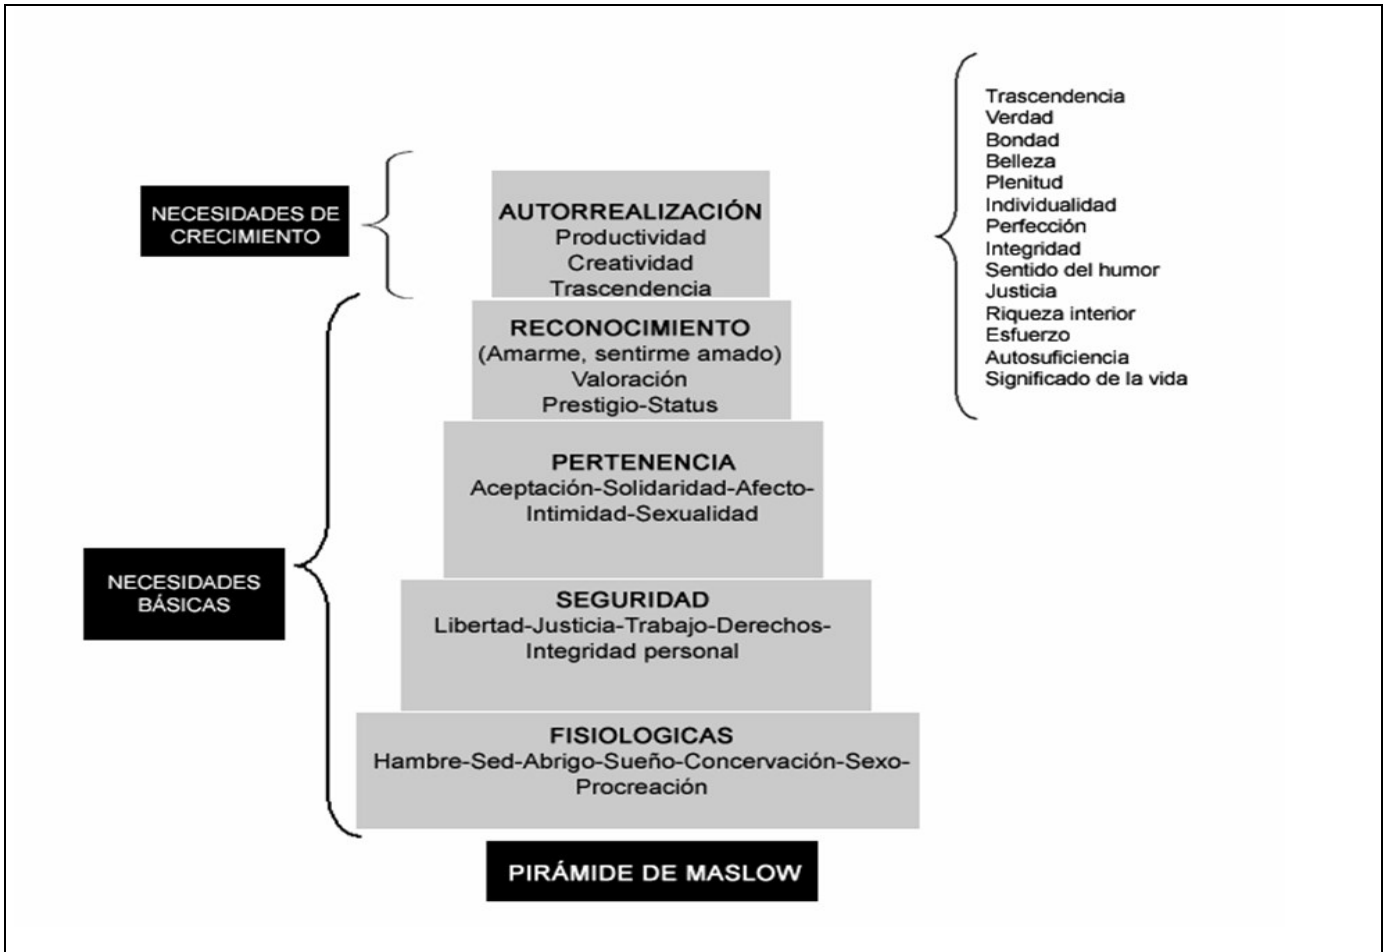 NECESIDADES DE
CRECIMIENTO
AUTORREALIZACIÓN
Productividad
Creatividad
Trascendencia
Trascendencia
Verdad
Bondad
Belleza
Plenitud
Individualidad
Perfección
Integridad
Sentido del humor
Justicia
Riqueza interior
Esfuerzo
Autosuficiencia
Significado de la vida
RECONOCIMIENTO
(Amarme, sentirme amado)
Valoración
Prestigio-Status
PERTENENCIA
Aceptación-Solidaridad-Afecto-
Intimidad-Sexualidad
NECESIDADES
BÁSICAS
SEGURIDAD
Libertad-Justicia-Trabajo-Derechos-
Integridad personal
FISIOLOGICAS
Hambre-Sed-Abrigo-Sueño-Concervación-Sexo-
Procreación
PIRÁMIDE DE MASLOW